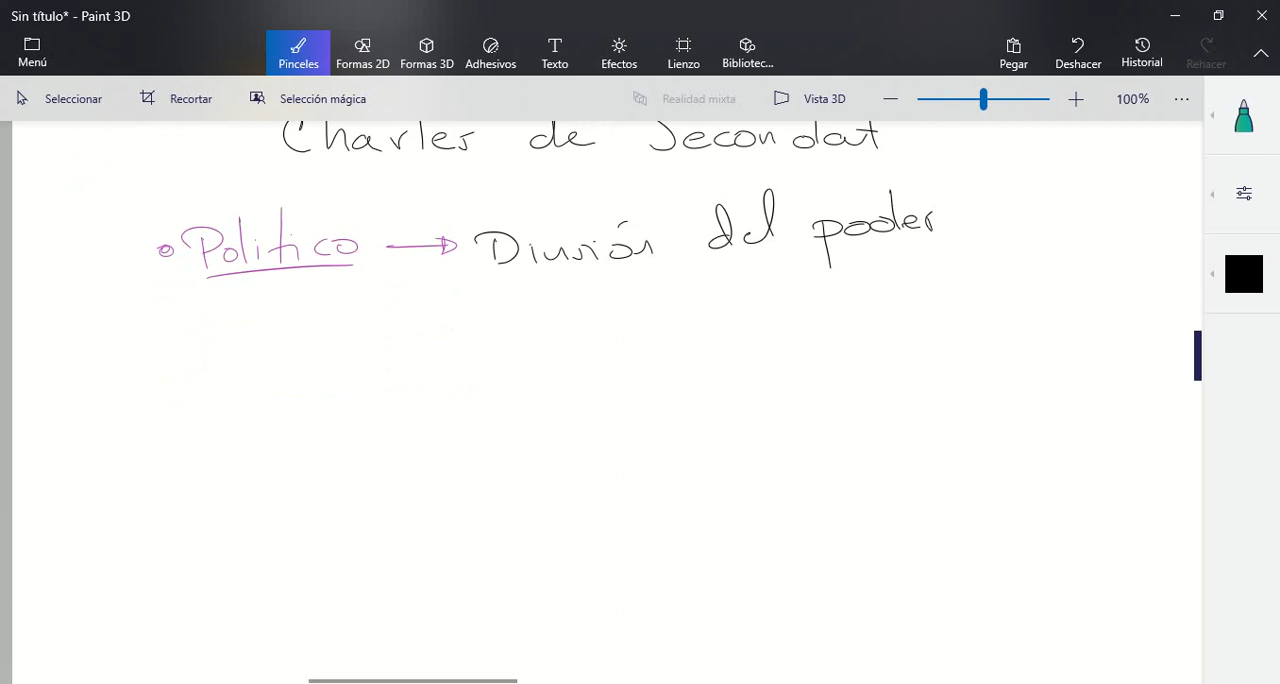 Sin título* - Paint 3D
Menú
Pinceles
Formas 2D
Formas 3D
Adhesivos
Texto
Efectos
Lienzo
Bibliotec...
Pegar
Deshacer
Historial
Rehacer
Seleccionar
Recortar
Selección mágica
Realidad mixta
Vista 3D
100%
Charles de Secondat
Politico → División del poder